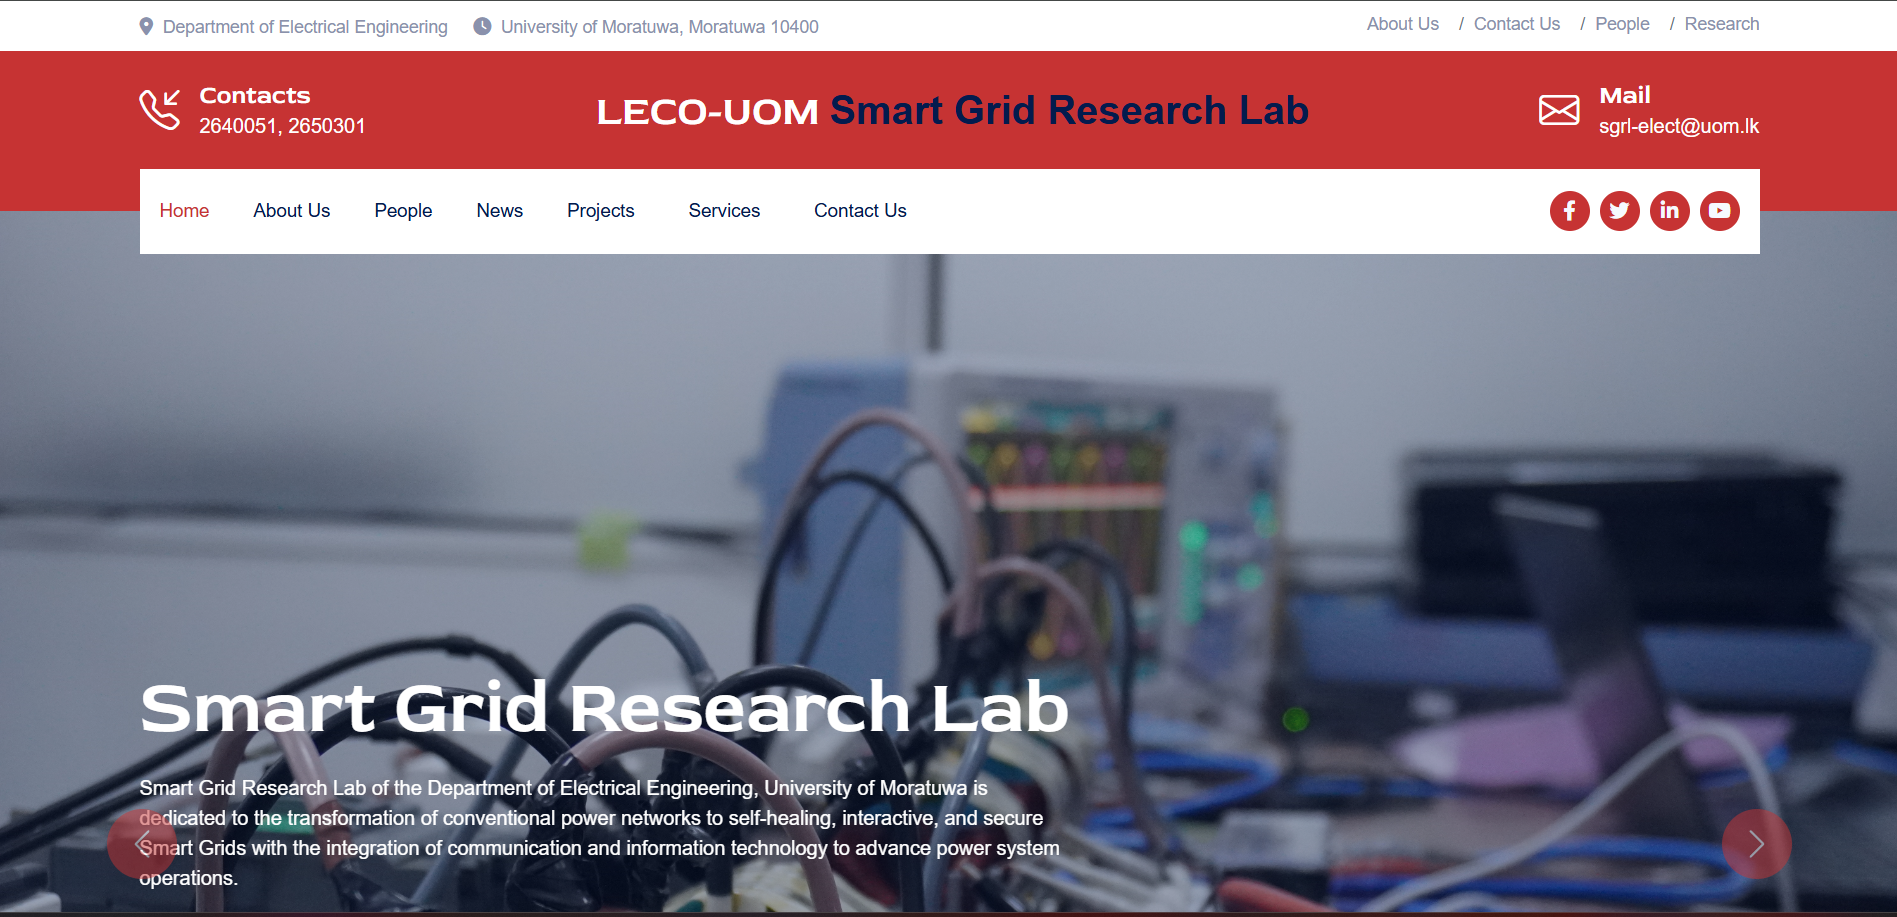 Department of Electrical Engineering University of Moratuwa, Moratuwa 10400
About Us / Contact Us / People / Research
Contacts
2640051, 2650301
LECO-UOM Smart Grid Research Lab
Mail
sgrl-elect@uom.lk
Home About Us People News Projects Services Contact Us
Smart Grid Research Lab
Smart Grid Research Lab of the Department of Electrical Engineering, University of Moratuwa is
dedicated to the transformation of conventional power networks to self-healing, interactive, and secure
Smart Grids with the integration of communication and information technology to advance power system
operations.